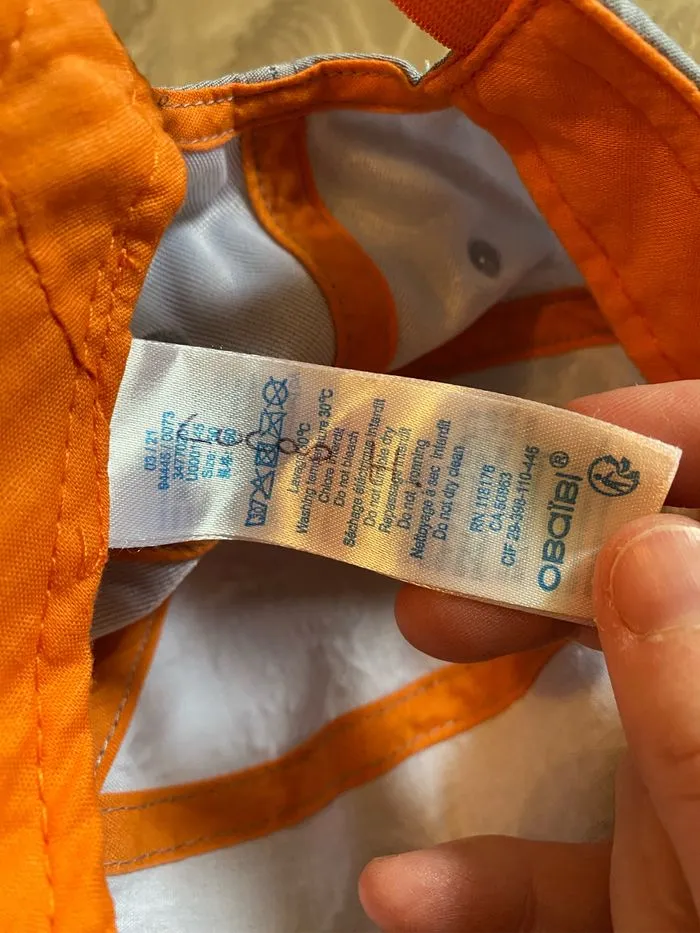 03 / 21
Lavage 30°C
Washing temperature 30°C
Chlore interdit
Do not bleach
Séchage électrique interdit
Do not tumble dry
Repassage interdit
Do not ironning
Nettoyage à sec interdit
Do not dry clean
RN 118176
CA 50963
CIF 29-398-110-445
OBaïBi®